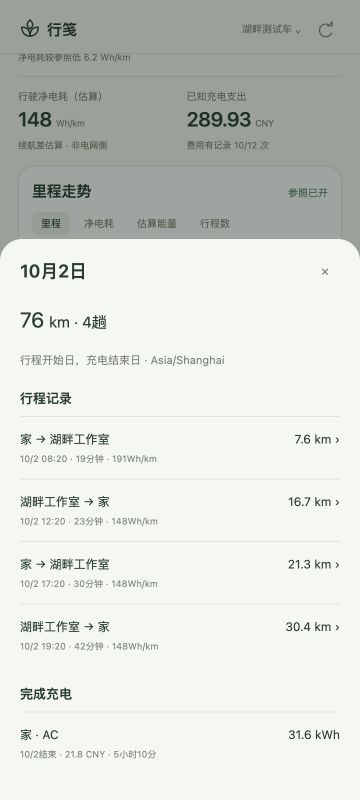 行笺
湖畔测试车
净电耗较参照低 6.2 Wh/km
行驶净电耗（估算）
已知充电支出
148 Wh/km
289.93 CNY
续航差估算 · 非电网侧
费用有记录 10/12 次
里程走势
参照已开
里程 净电耗 估算能量 行程数
10月2日
×
76 km · 4趟
行程开始日，充电结束日 · Asia/Shanghai
行程记录
家 → 湖畔工作室 7.6 km ›
10/2 08:20 · 19分钟 · 191Wh/km
湖畔工作室 → 家 16.7 km ›
10/2 12:20 · 23分钟 · 148Wh/km
家 → 湖畔工作室 21.3 km ›
10/2 17:20 · 30分钟 · 148Wh/km
湖畔工作室 → 家 30.4 km ›
10/2 19:20 · 42分钟 · 148Wh/km
完成充电
家 · AC 31.6 kWh
10/2结束 · 21.8 CNY · 5小时10分